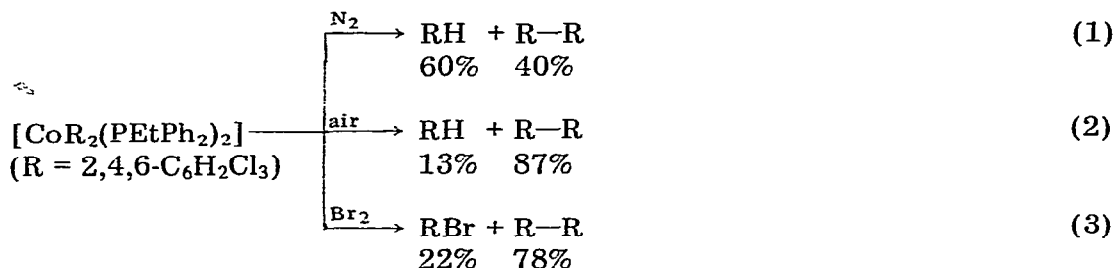 N₂ RH + R—R (1)
60% 40%
[CoR₂(PEtPh₂)₂] air RH + R—R (2)
(R = 2,4,6-C₆H₂Cl₃) 13% 87%
Br₂ RBr + R—R (3)
22% 78%